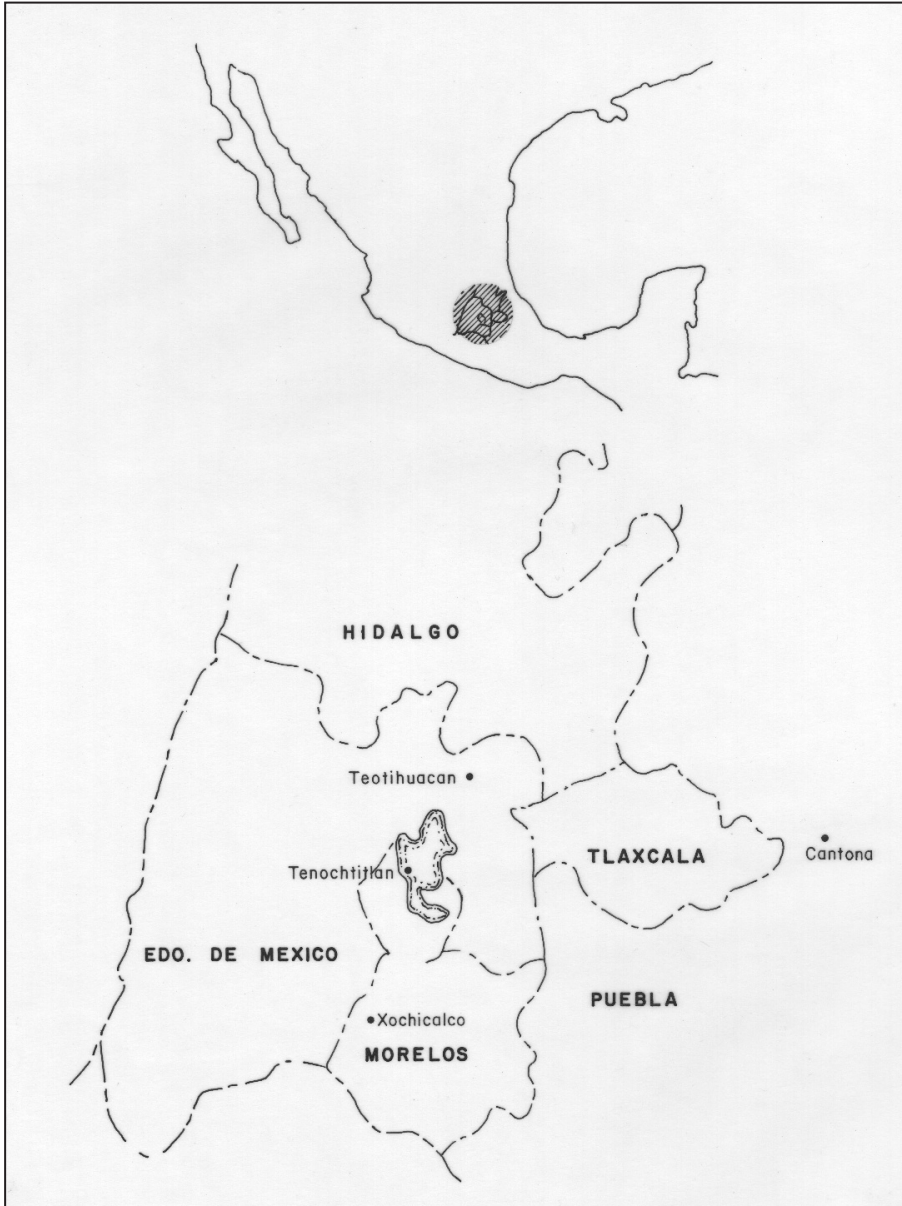 HIDALGO
Teotihuacan
TLAXCALA
Cantona
Tenochtitlan
EDO. DE MEXICO
PUEBLA
Xochicalco
MORELOS